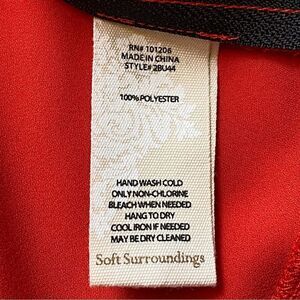 RN# 101206
MADE IN CHINA
STYLE# 2BU44
100% POLYESTER
HAND WASH COLD
ONLY NON-CHLORINE
BLEACH WHEN NEEDED
HANG TO DRY
COOL IRON IF NEEDED
MAY BE DRY CLEANED
Soft Surroundings